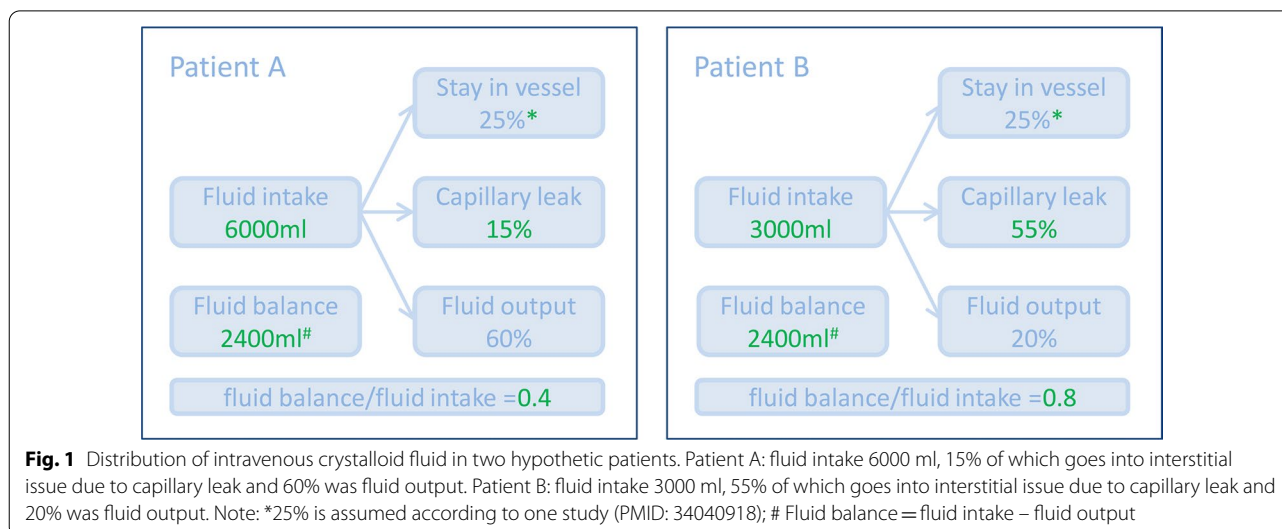 Patient A
Stay in vessel
25%*
Fluid intake
6000ml
Capillary leak
15%
Fluid balance
2400ml#
Fluid output
60%
fluid balance/fluid intake =0.4
Patient B
Stay in vessel
25%*
Fluid intake
3000ml
Capillary leak
55%
Fluid balance
2400ml#
Fluid output
20%
fluid balance/fluid intake =0.8
Fig. 1 Distribution of intravenous crystalloid fluid in two hypothetic patients. Patient A: fluid intake 6000 ml, 15% of which goes into interstitial
issue due to capillary leak and 60% was fluid output. Patient B: fluid intake 3000 ml, 55% of which goes into interstitial issue due to capillary leak and
20% was fluid output. Note: *25% is assumed according to one study (PMID: 34040918); # Fluid balance = fluid intake – fluid output